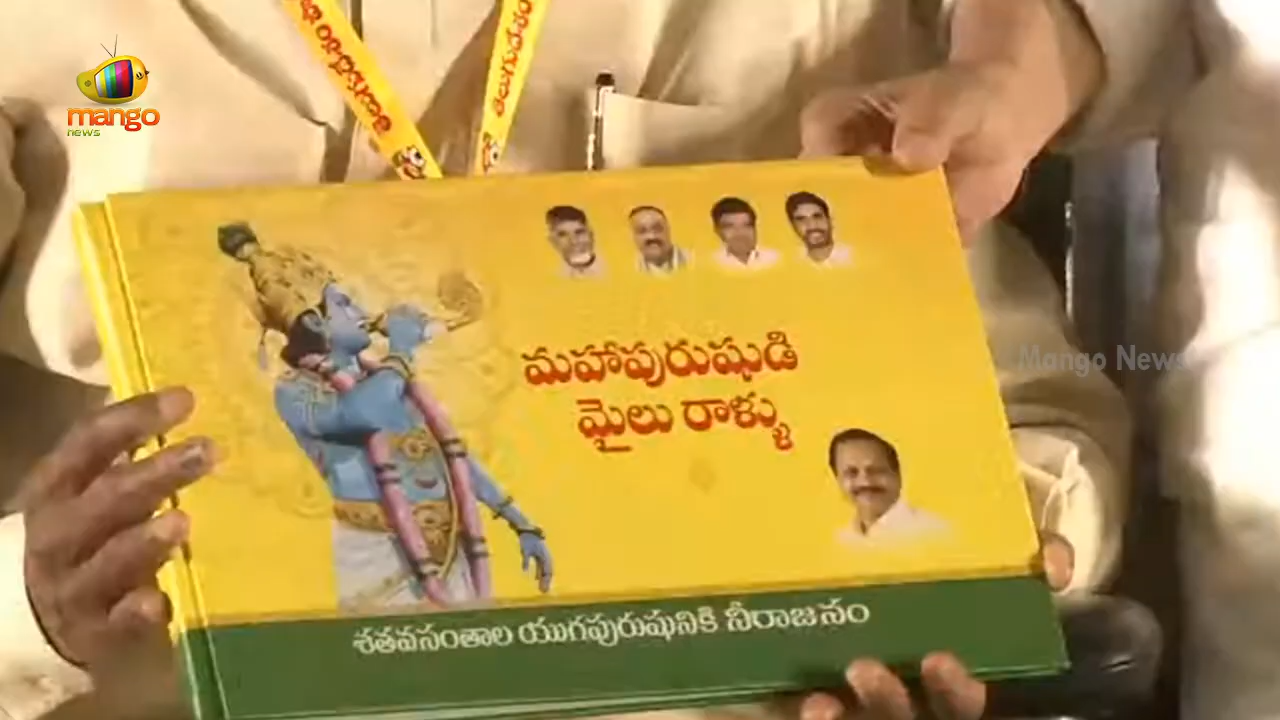 mango
news
తెలుగుదేశం
Mango News
మహాపురుషుడి
మైలు రాళ్ళు
శతవసంతాల యుగపురుషునికి నీరాజనం